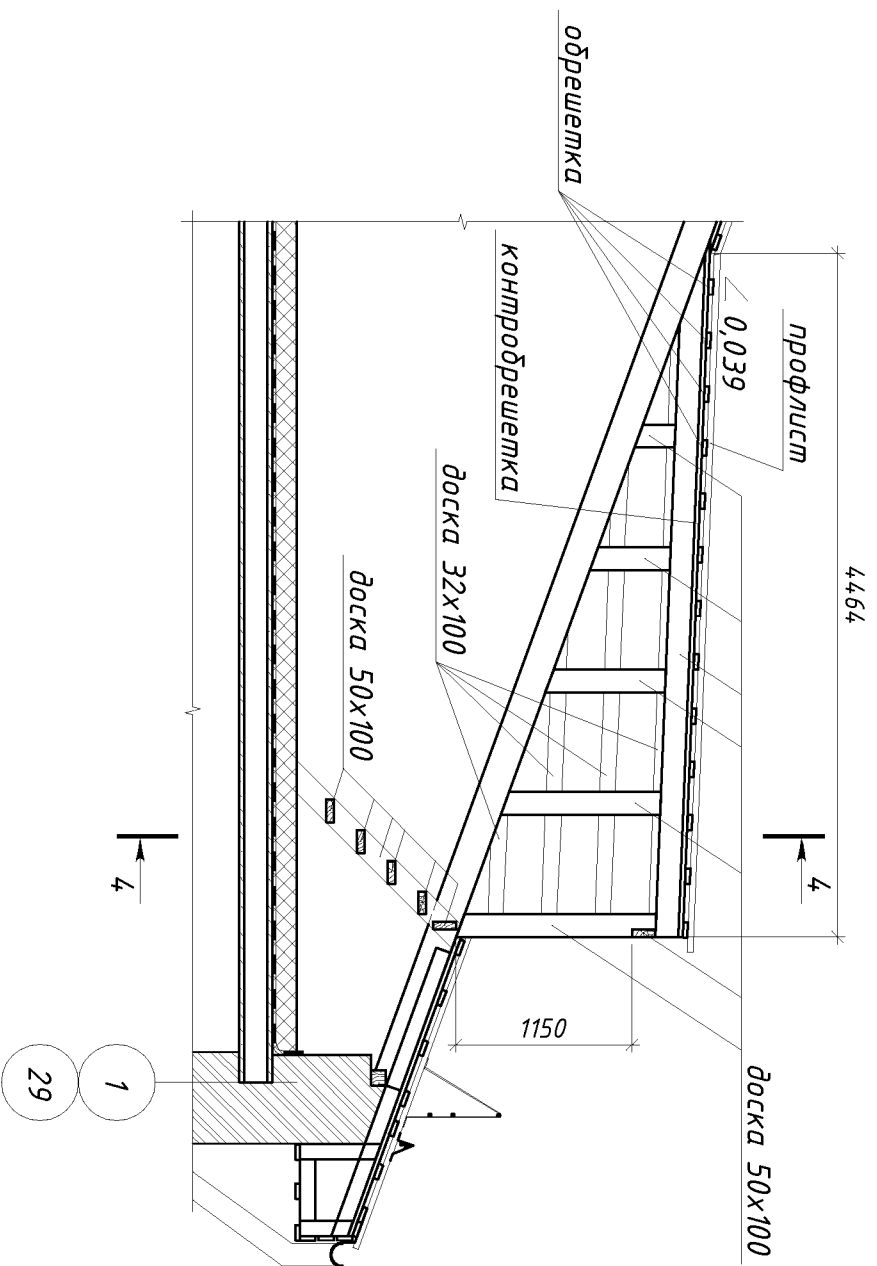 обрешетка
контробрешетка
профлист
0,039
4464
доска 32х100
доска 50х100
4
4
1150
доска 50х100
1
29